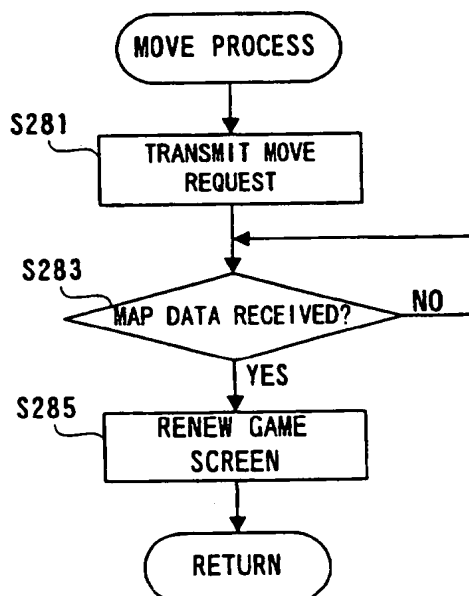 MOVE PROCESS
S281
TRANSMIT MOVE
REQUEST
S283
MAP DATA RECEIVED?
NO
YES
S285
RENEW GAME
SCREEN
RETURN